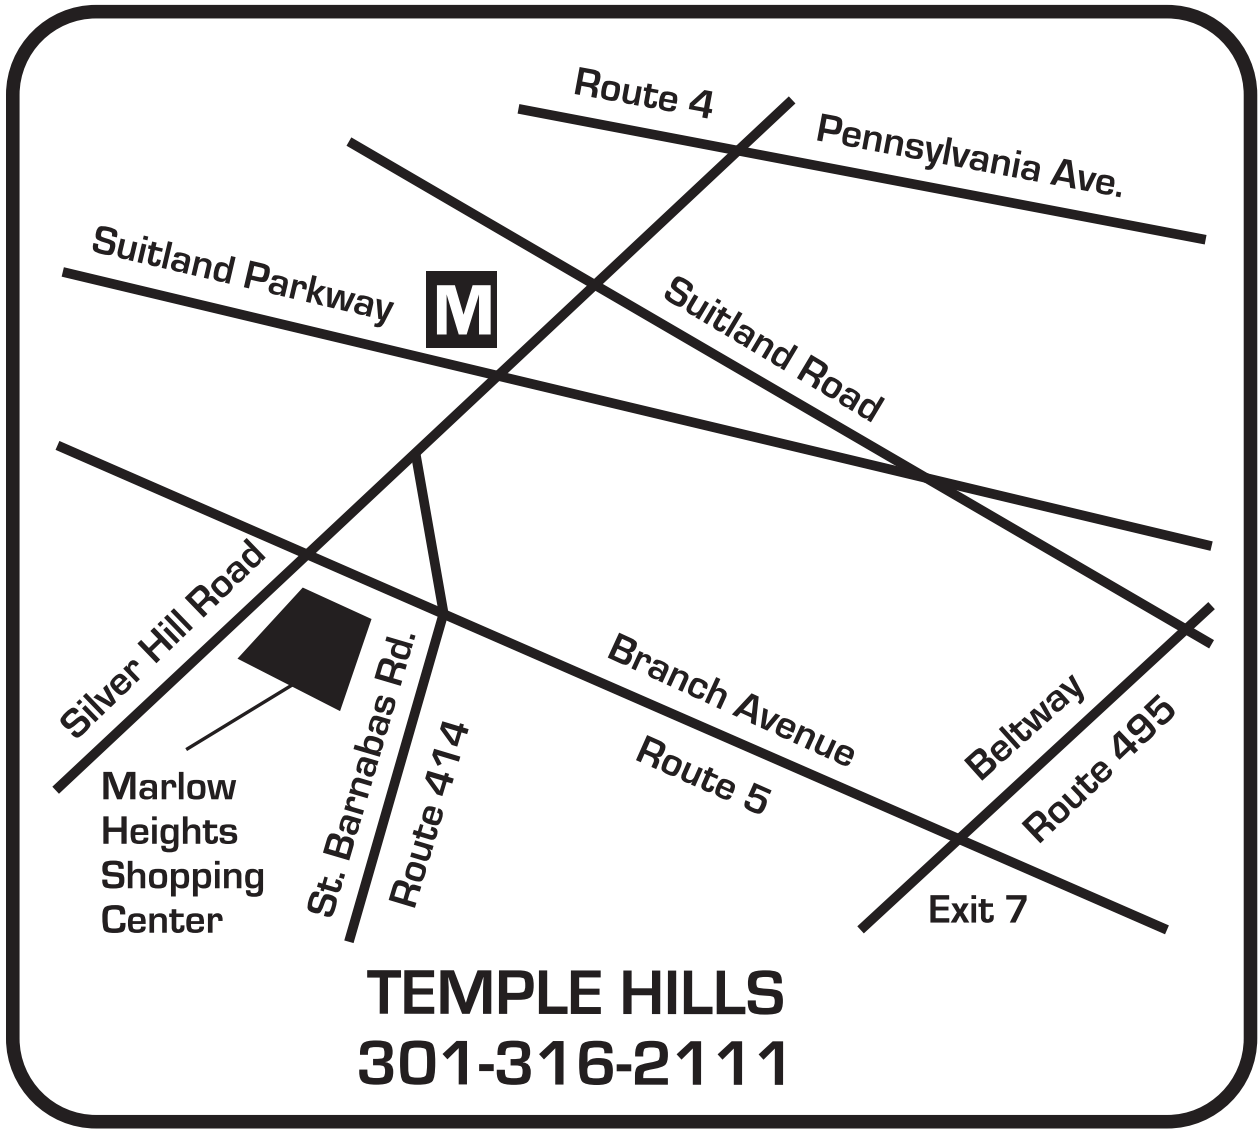 Route 4
Pennsylvania Ave.
Suitland Parkway
M
Suitland Road
Silver Hill Road
St. Barnabas Rd.
Route 414
Branch Avenue
Route 5
Beltway
Route 495
Exit 7
Marlow
Heights
Shopping
Center
TEMPLE HILLS
301-316-2111